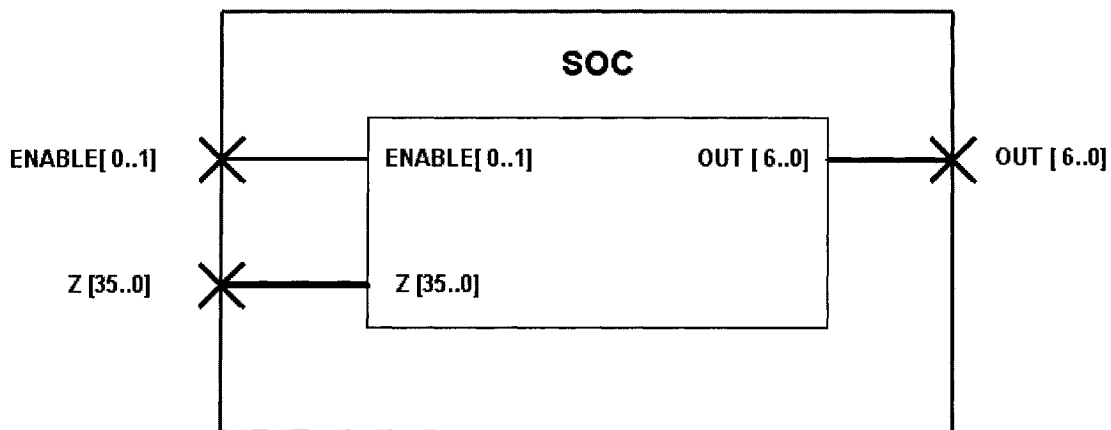 SOC
ENABLE[ 0..1] ENABLE[ 0..1] OUT [ 6..0] OUT [ 6..0]
Z [35..0] Z [35..0]